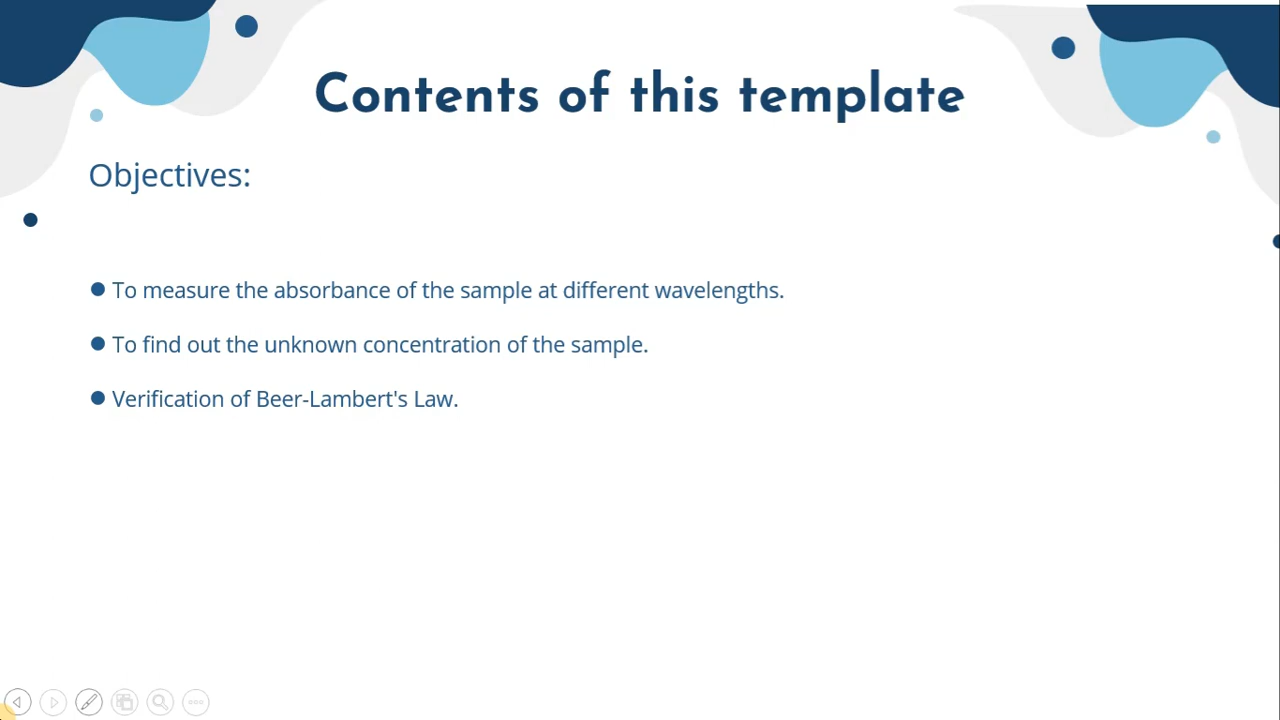 Contents of this template
Objectives:
To measure the absorbance of the sample at different wavelengths.
To find out the unknown concentration of the sample.
Verification of Beer-Lambert's Law.